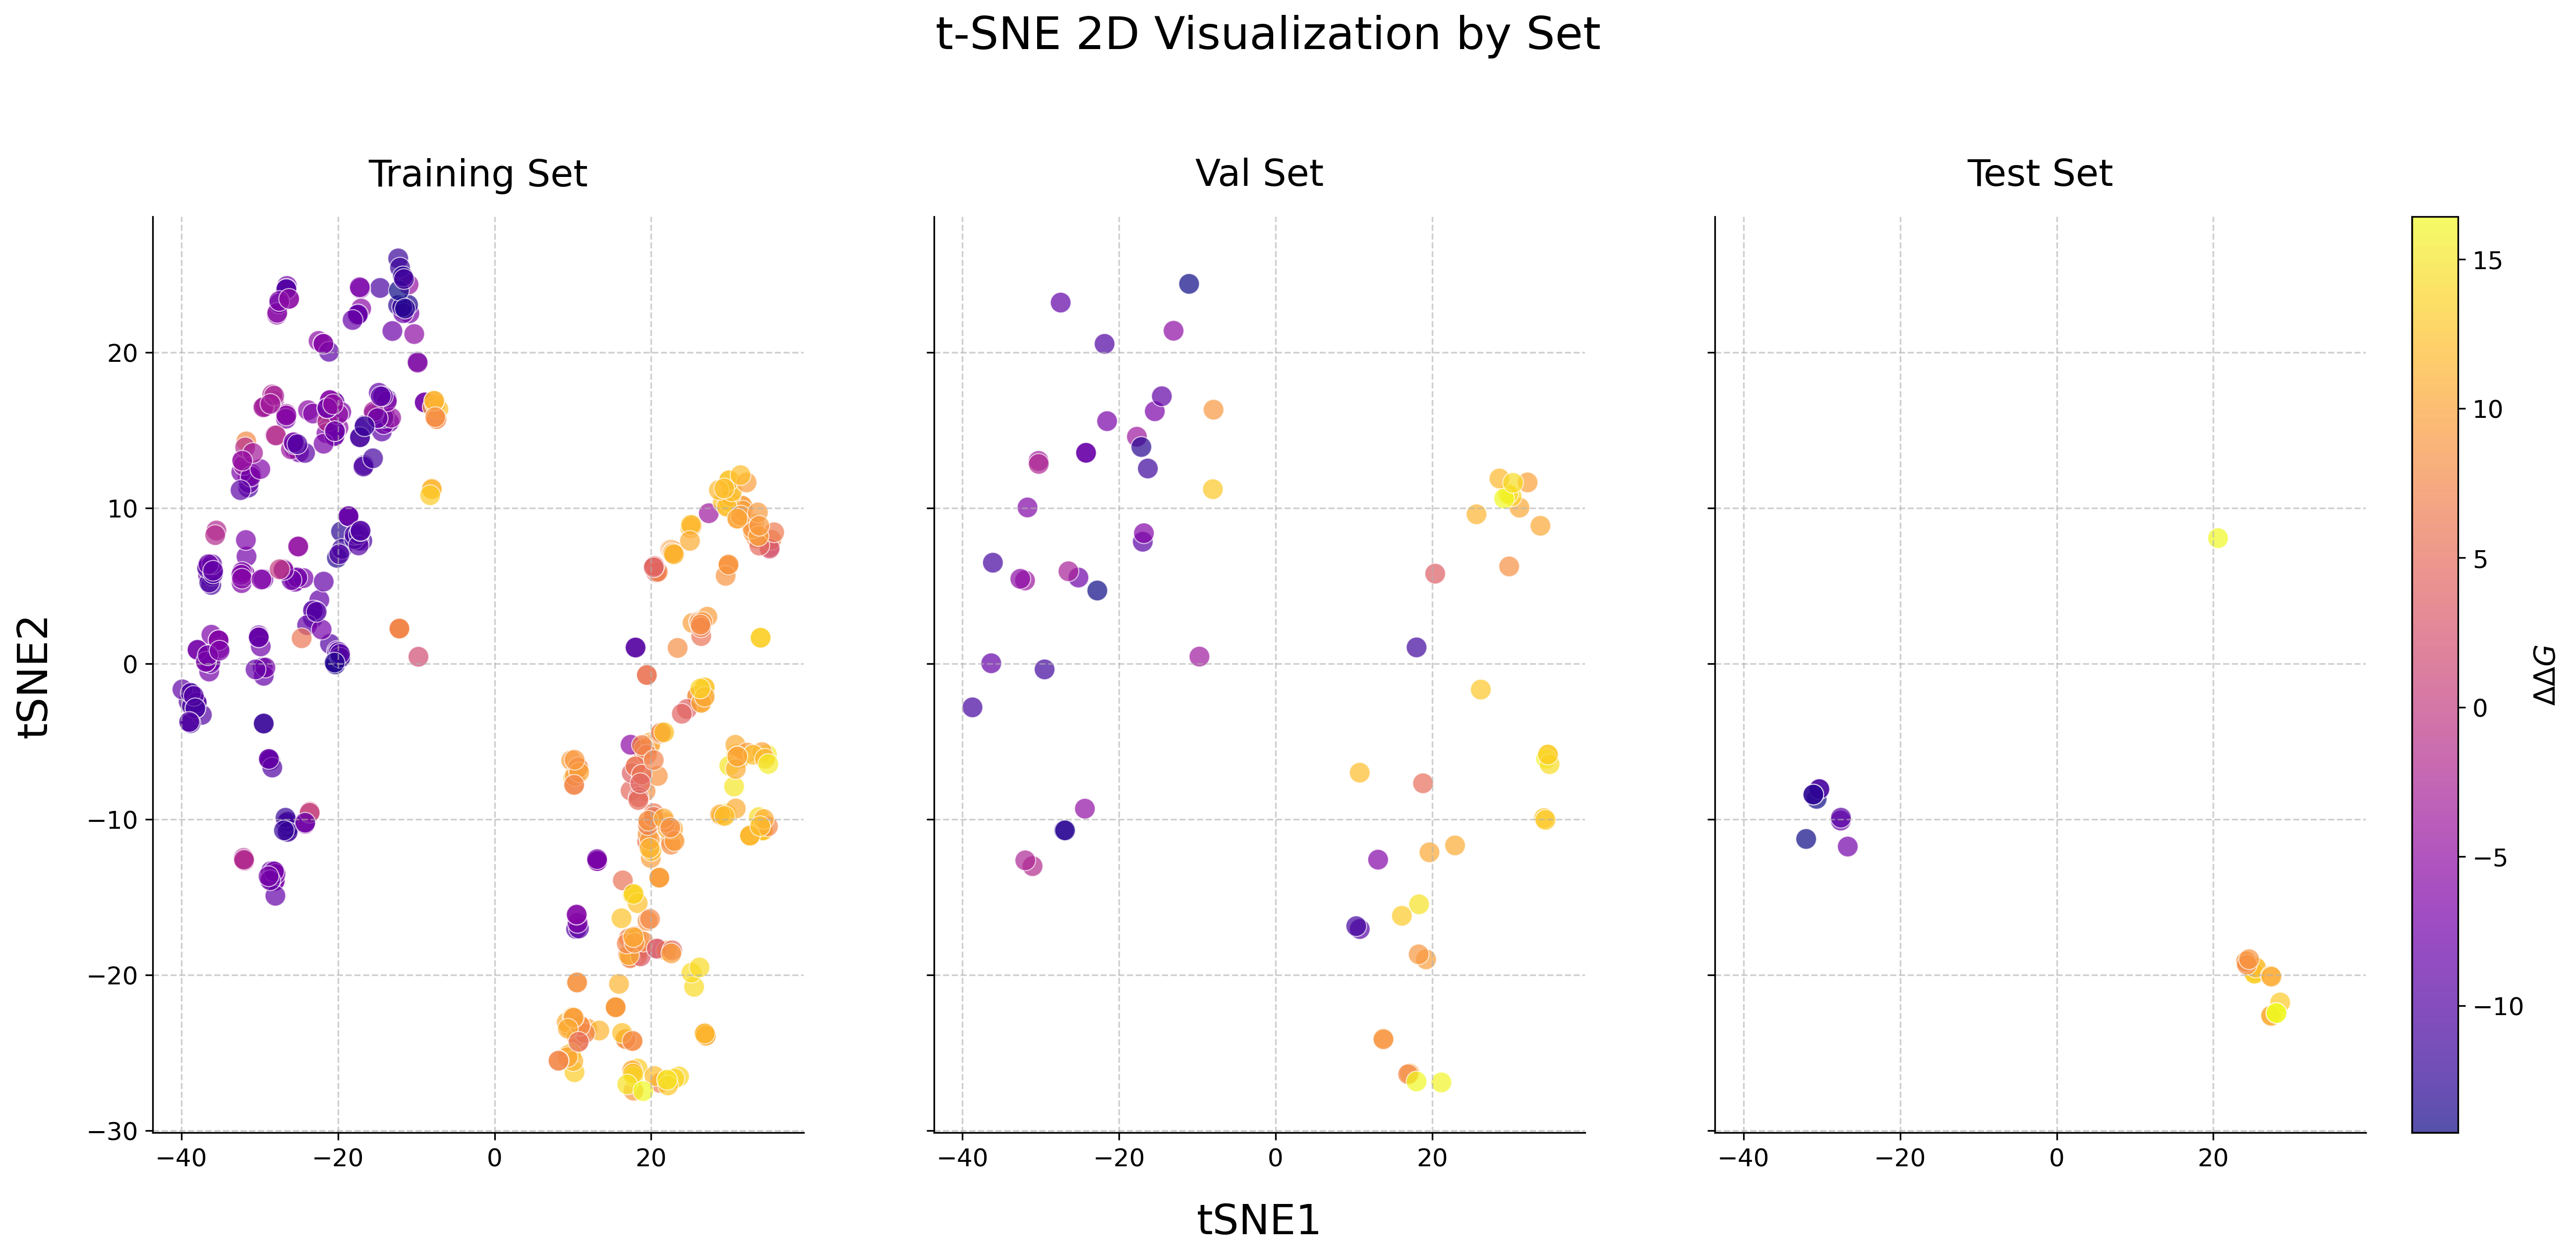 t-SNE 2D Visualization by Set
Training Set
Val Set
Test Set
tSNE2
20
10
0
−10
−20
−30
−40 −20 0 20
−40 −20 0 20
−40 −20 0 20
tSNE1
15
10
5
0
−5
−10
ΔΔG